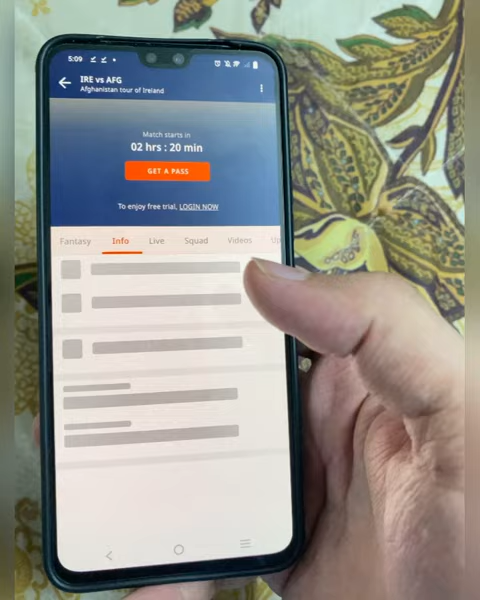 5:09
IRE vs AFG
Afghanistan tour of Ireland
Match starts in
02 hrs : 20 min
GET A PASS
To enjoy free trial, LOGIN NOW
Fantasy Info Live Squad Videos Up